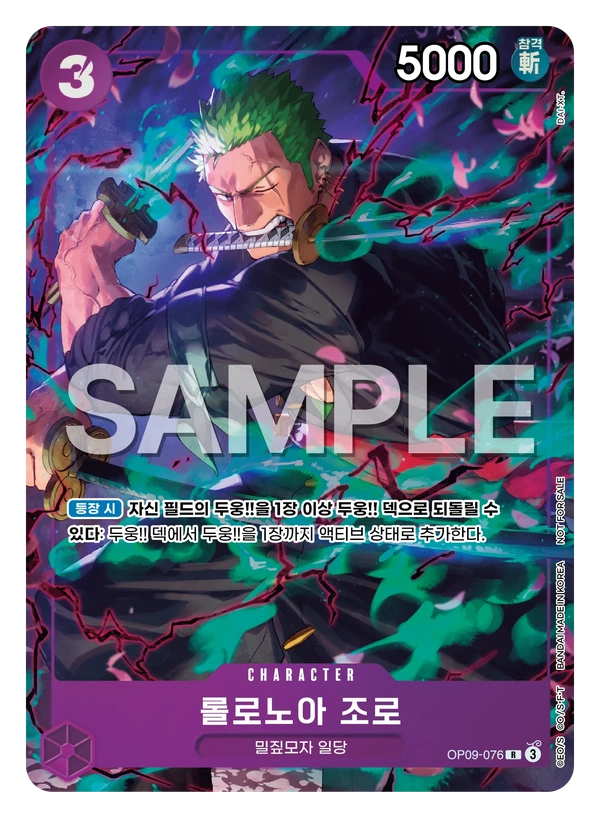 3
5000
참격
斬
DAI-XT.
SAMPLE
등장 시 자신 필드의 두웅!!을 1장 이상 두웅!! 덱으로 되돌릴 수
있다: 두웅!! 덱에서 두웅!!을 1장까지 액티브 상태로 추가한다.
CHARACTER
롤로노아 조로
밀짚모자 일당
OP09-076 R 3
©E.O/S ©O/S·F·T BANDAI MADE IN KOREA NOT FOR SALE